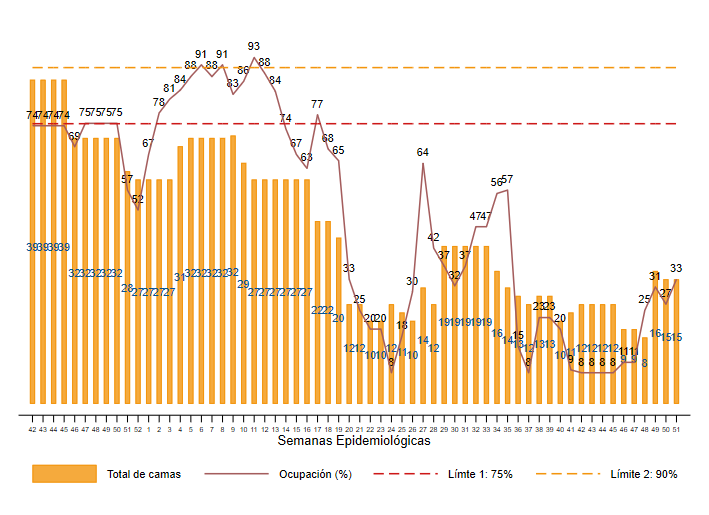 74 74 74 74 69 75 75 75 75 57 52 67 78 81 84 88 91 88 91 83 86 93 88 84 74 67 63 77 68 65 33 25 20 20 8 18 30 64 42 37 32 37 47 47 56 57 15 8 23 23 20 9 8 8 8 8 11 11 25 31 27 33
39 39 39 39 32 32 32 32 32 28 27 27 27 27 31 32 32 32 32 32 29 27 27 27 27 27 27 22 22 20 12 12 10 10 12 11 10 14 12 19 19 19 19 19 16 14 13 12 13 13 10 11 12 12 12 12 9 9 8 16 15 15
42 43 44 45 46 47 48 49 50 51 52 1 2 3 4 5 6 7 8 9 10 11 12 13 14 15 16 17 18 19 20 21 22 23 24 25 26 27 28 29 30 31 32 33 34 35 36 37 38 39 40 41 42 43 44 45 46 47 48 49 50 51
Semanas Epidemiológicas
Total de camas Ocupación (%) Límte 1: 75% Límite 2: 90%